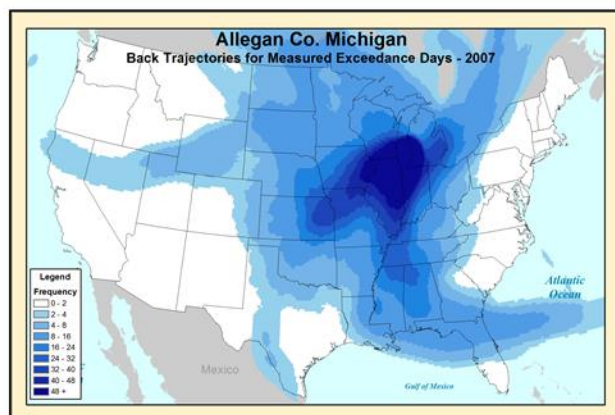 Allegan Co. Michigan
Back Trajectories for Measured Exceedance Days - 2007
Legend
Frequency
0 - 2
2 - 4
4 - 8
8 - 16
16 - 24
24 - 32
32 - 40
40 - 48
48 +
Mexico
Gulf of Mexico
Atlantic
Ocean